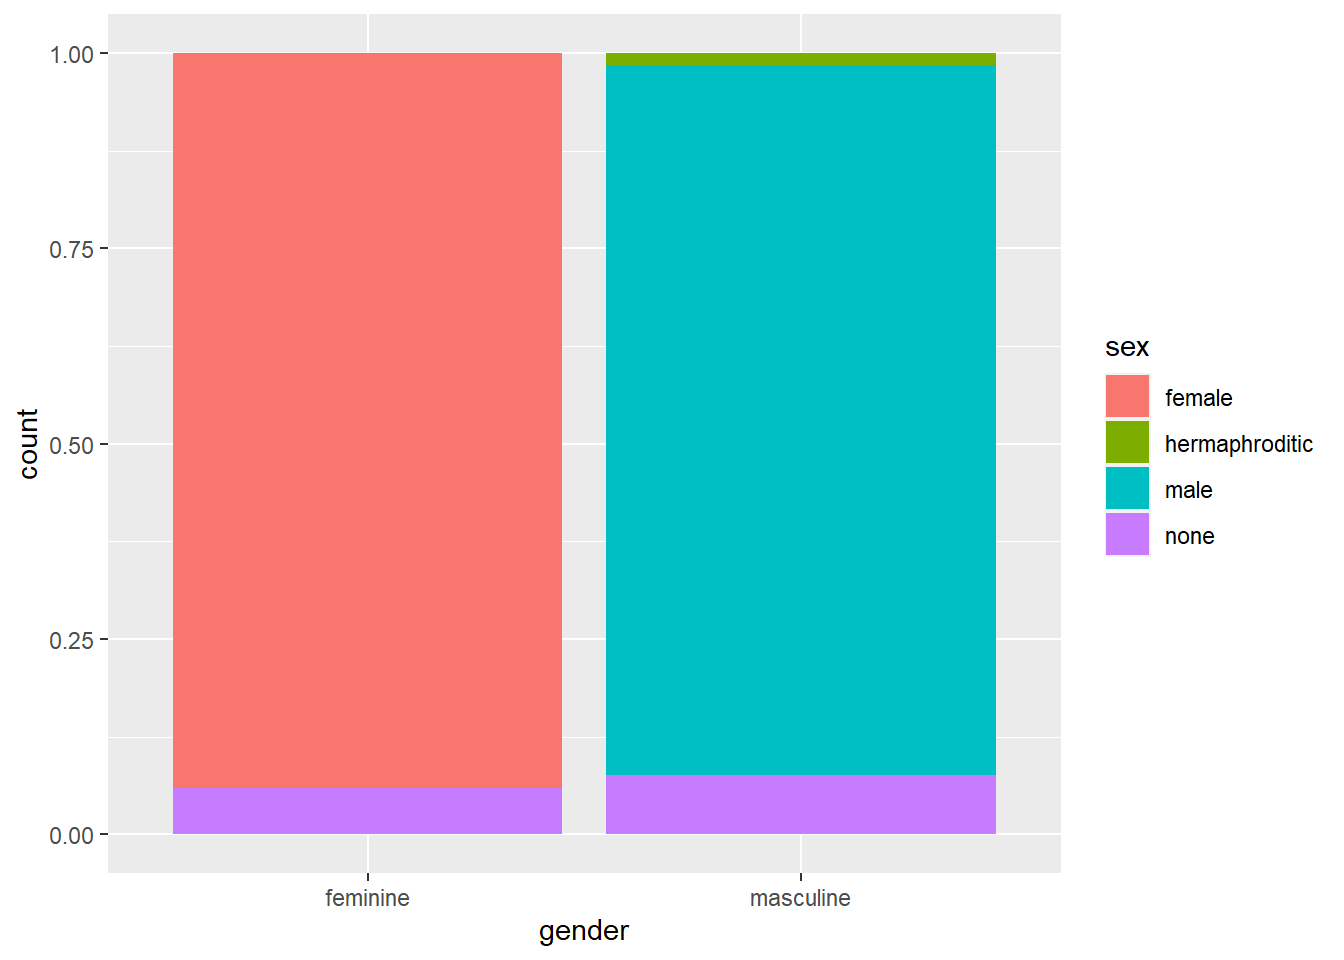 1.00
0.75
0.50
0.25
0.00
count
feminine
masculine
gender
sex
female
hermaphroditic
male
none